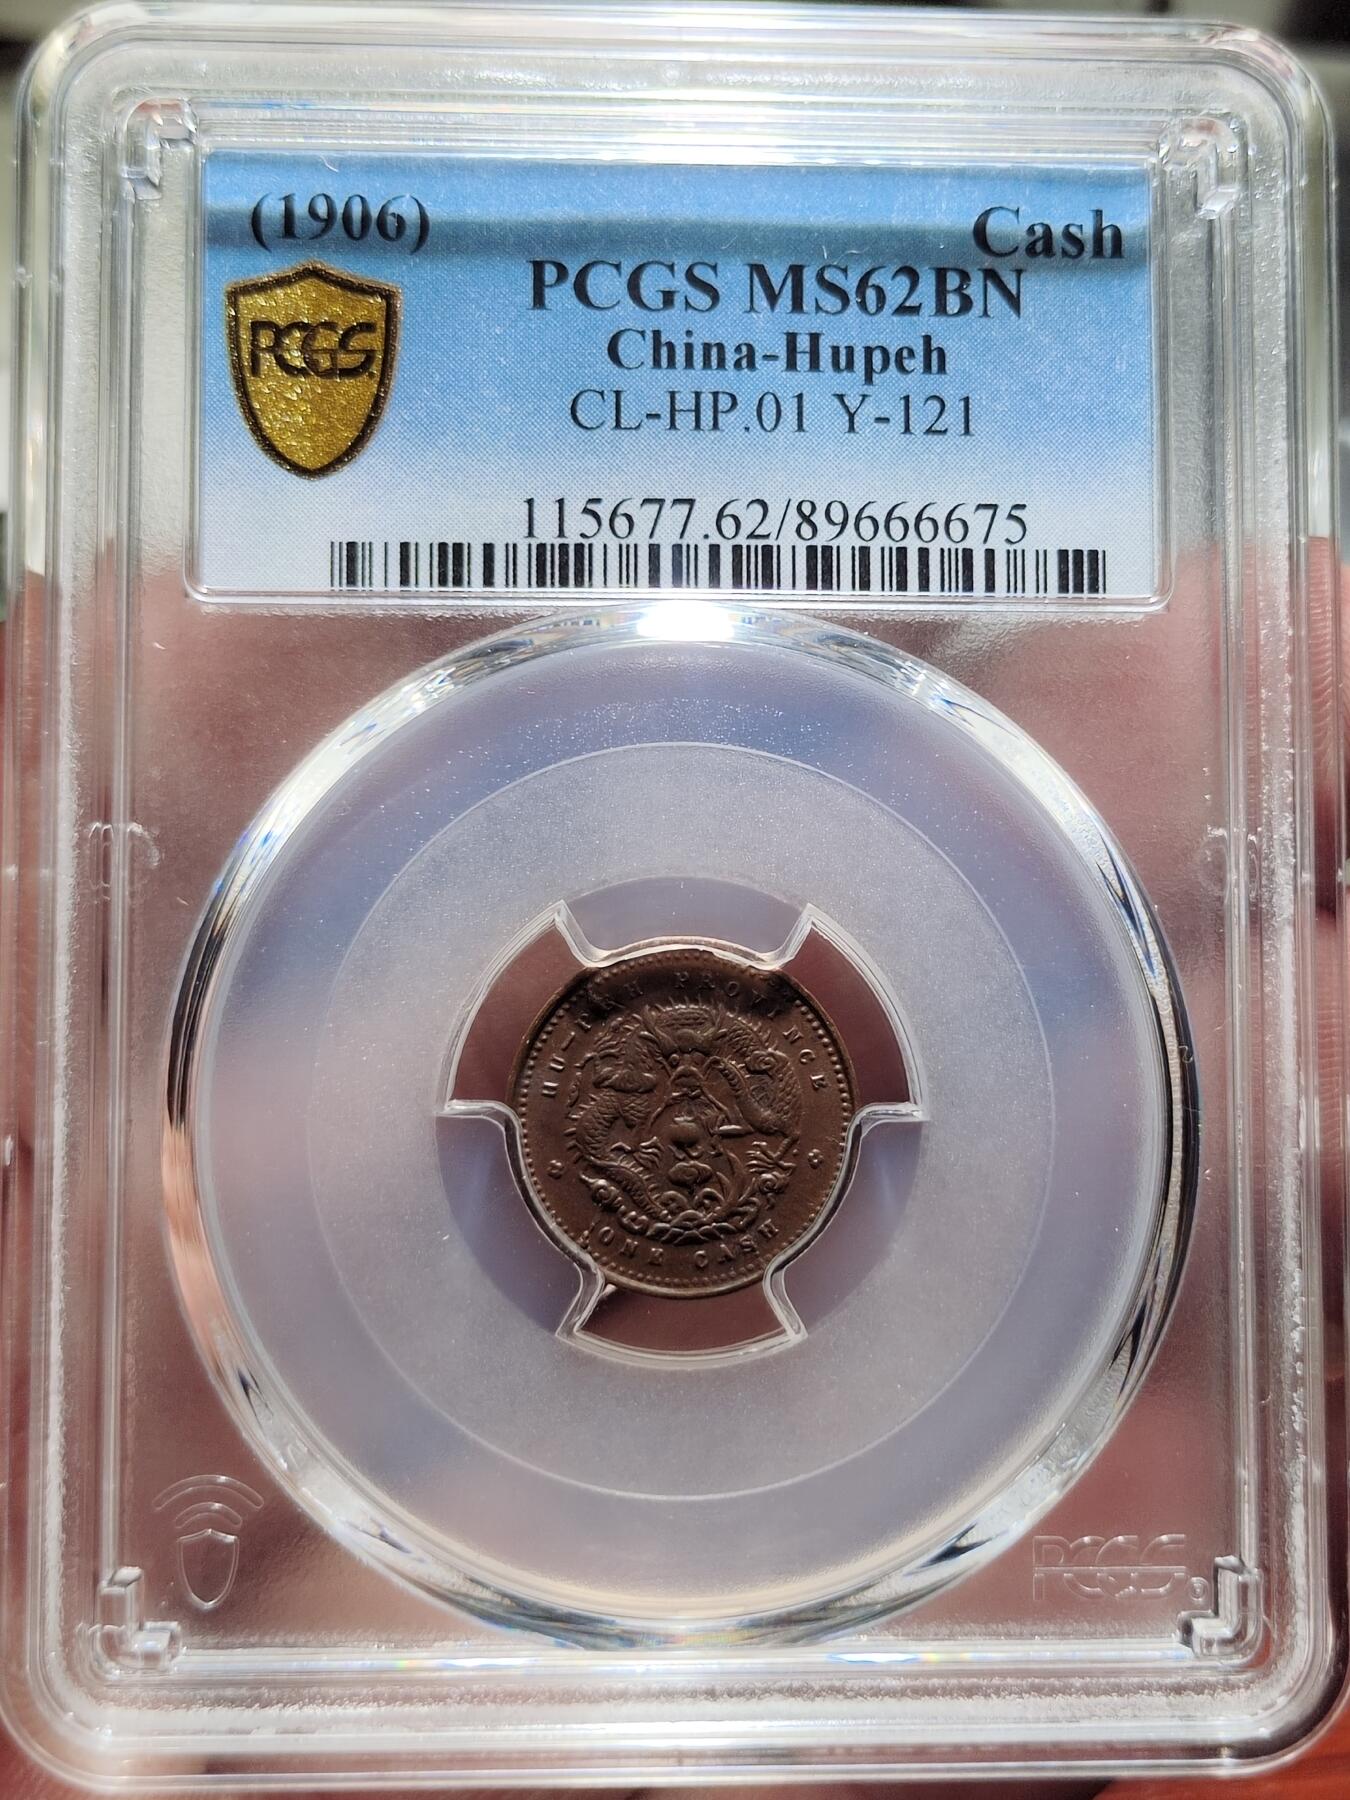 (1906)
Cash
PCGS MS62BN
PCGS
China-Hupeh
CL-HP.01 Y-121
115677.62/89666675
HU-PEH PROVINCE
ONE CASH
PCGS